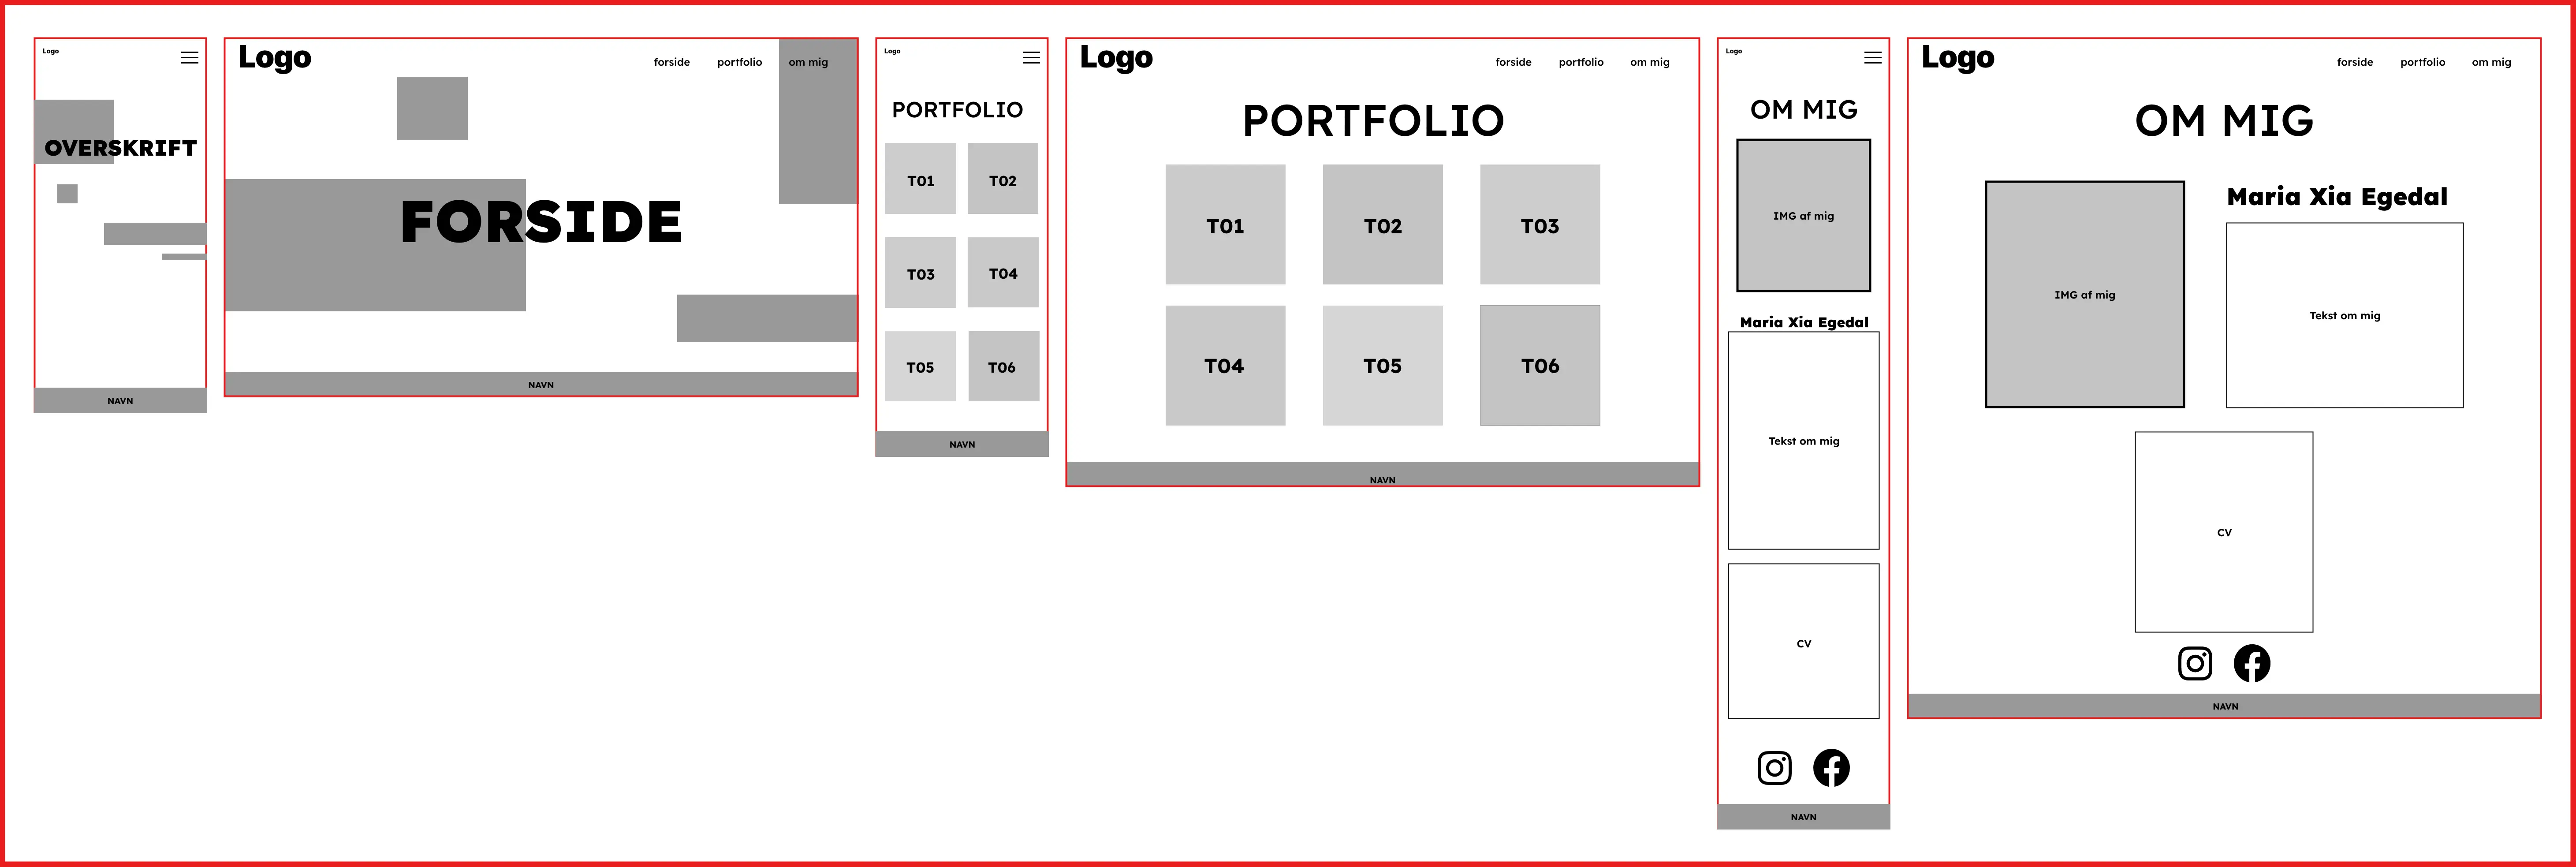 Logo
OVERSKRIFT
NAVN
Logo
forside portfolio om mig
FORSIDE
NAVN
Logo
PORTFOLIO
T01 T02
T03 T04
T05 T06
NAVN
Logo
forside portfolio om mig
PORTFOLIO
T01 T02 T03
T04 T05 T06
NAVN
Logo
OM MIG
IMG af mig
Maria Xia Egedal
Tekst om mig
CV
NAVN
Logo
forside portfolio om mig
OM MIG
Maria Xia Egedal
IMG af mig
Tekst om mig
CV
NAVN